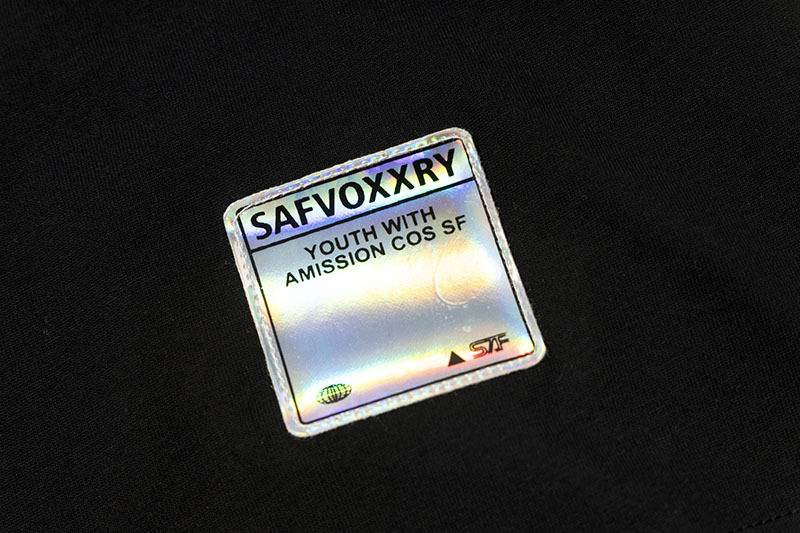 SAFVOXXRY
YOUTH WITH
AMISSION COS SF
STF